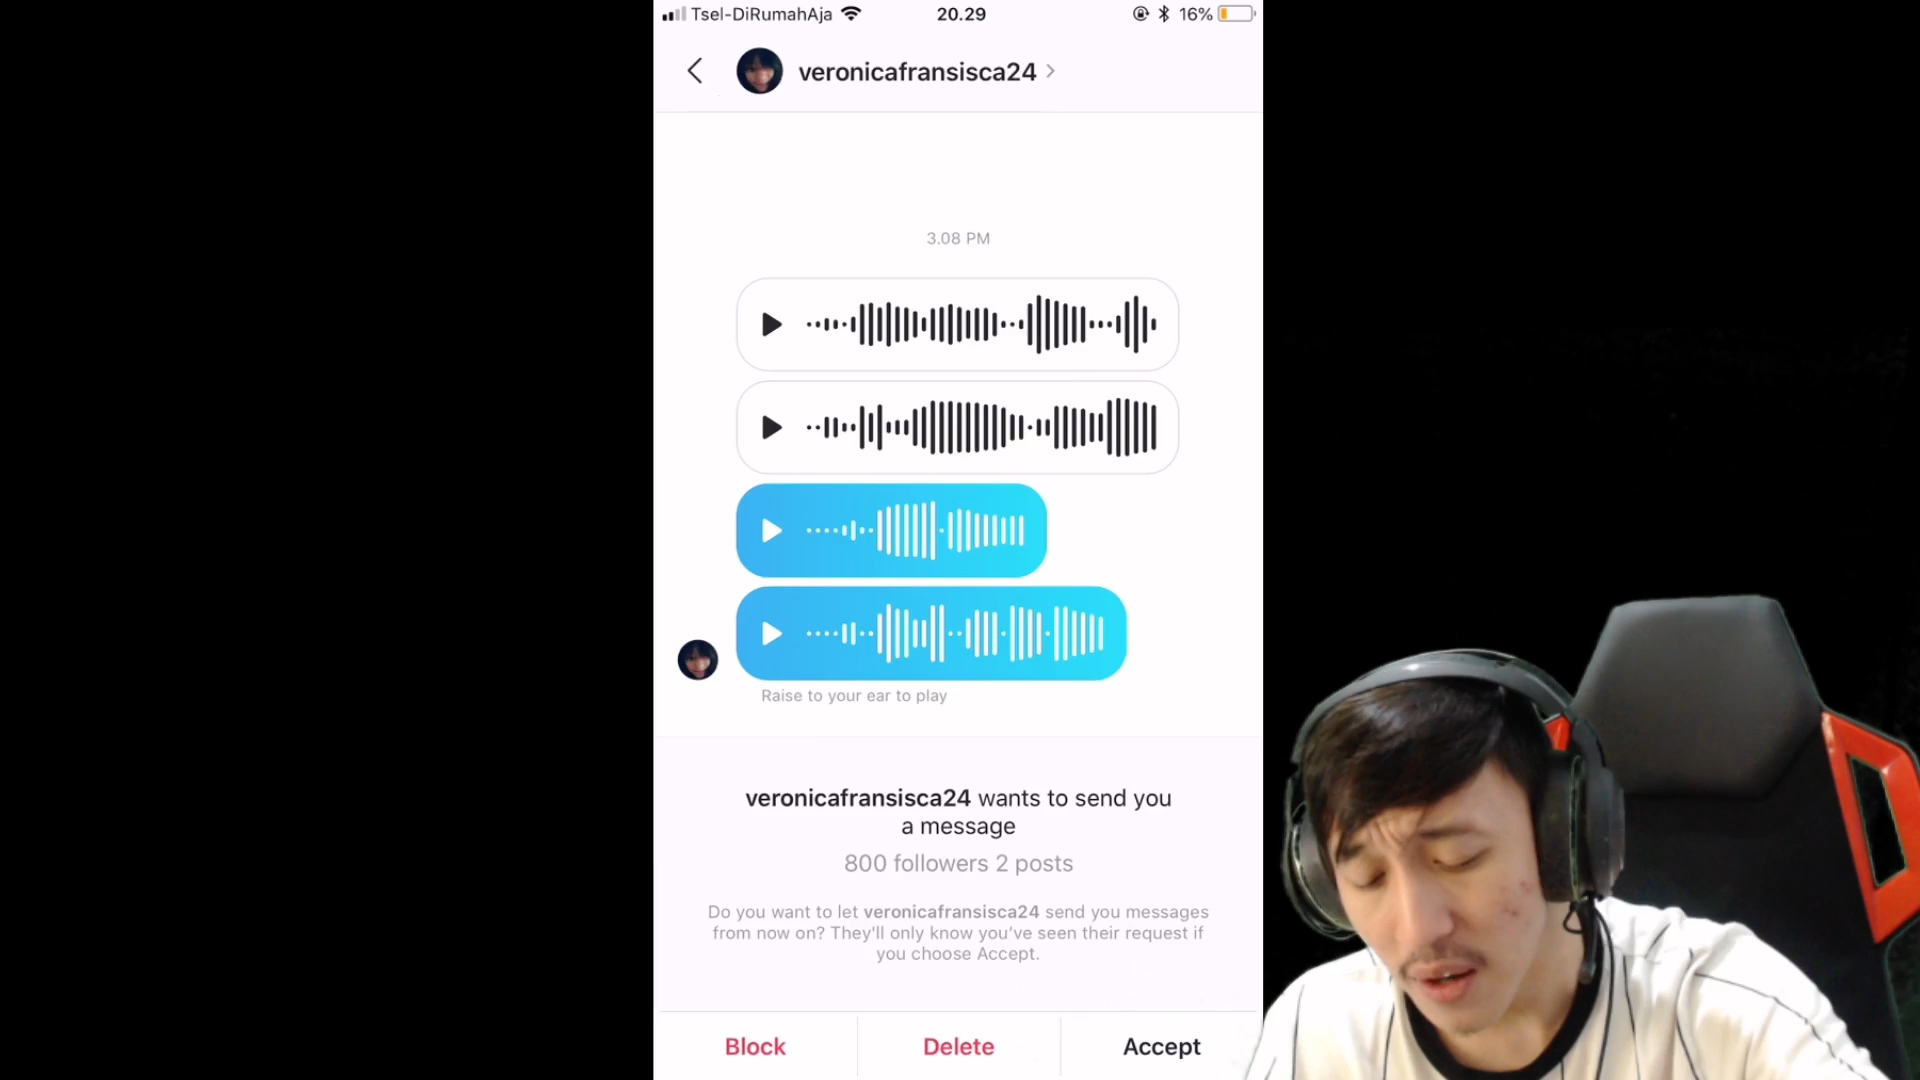 Tsel-DiRumahAja 20.29 16%
veronicafransisca24
3.08 PM
Raise to your ear to play
veronicafransisca24 wants to send you
a message
800 followers 2 posts
Do you want to let veronicafransisca24 send you messages
from now on? They'll only know you've seen their request if
you choose Accept.
Block Delete Accept